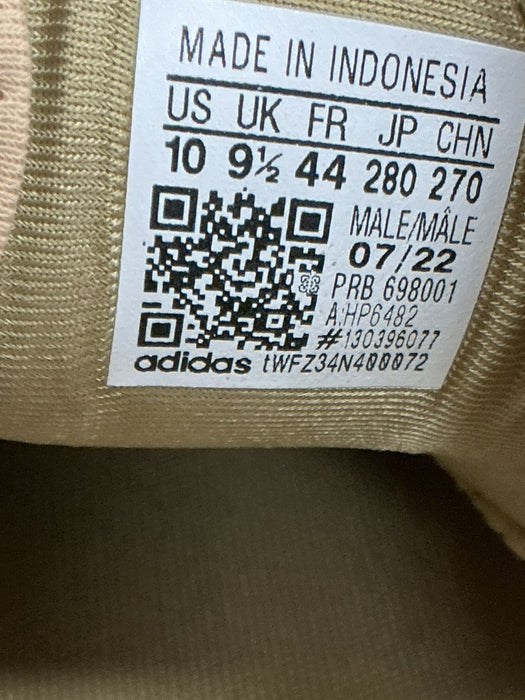 MADE IN INDONESIA
US UK FR JP CHN
10 9½ 44 280 270
MALE/MÂLE
07/22
PRB 698001
A:HP6482
#130396077
adidas tWFZ34N400072